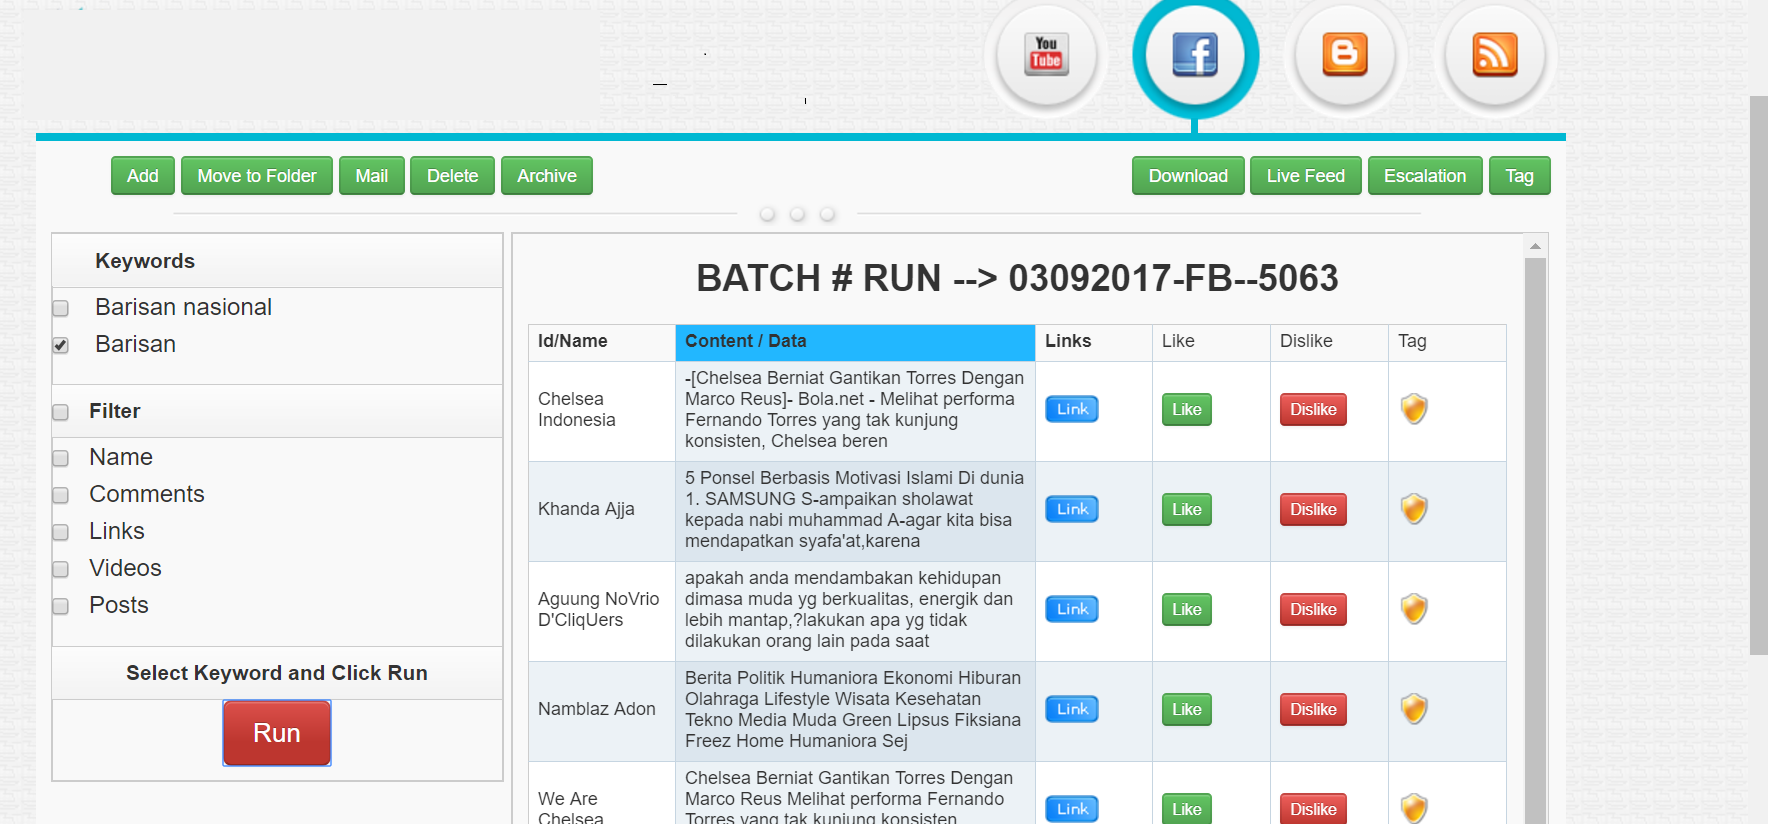 You
Tube
Add Move to Folder Mail Delete Archive Download Live Feed Escalation Tag
Keywords
Barisan nasional
Barisan
Filter
Name
Comments
Links
Videos
Posts
Select Keyword and Click Run
Run
BATCH # RUN --> 03092017-FB--5063
Id/Name Content / Data Links Like Dislike Tag
Chelsea
Indonesia
-[Chelsea Berniat Gantikan Torres Dengan
Marco Reus]- Bola.net - Melihat performa
Fernando Torres yang tak kunjung
konsisten, Chelsea beren
Link Like Dislike
Khanda Ajja
5 Ponsel Berbasis Motivasi Islami Di dunia
1. SAMSUNG S-ampaikan sholawat
kepada nabi muhammad A-agar kita bisa
mendapatkan syafa'at,karena
Link Like Dislike
Aguung NoVrio
D'CliqUers
apakah anda mendambakan kehidupan
dimasa muda yg berkualitas, energik dan
lebih mantap,?lakukan apa yg tidak
dilakukan orang lain pada saat
Link Like Dislike
Namblaz Adon
Berita Politik Humaniora Ekonomi Hiburan
Olahraga Lifestyle Wisata Kesehatan
Tekno Media Muda Green Lipsus Fiksiana
Freez Home Humaniora Sej
Link Like Dislike
We Are
Chelsea
Chelsea Berniat Gantikan Torres Dengan
Marco Reus Melihat performa Fernando
Torres yang tak kunjung konsisten
Link Like Dislike